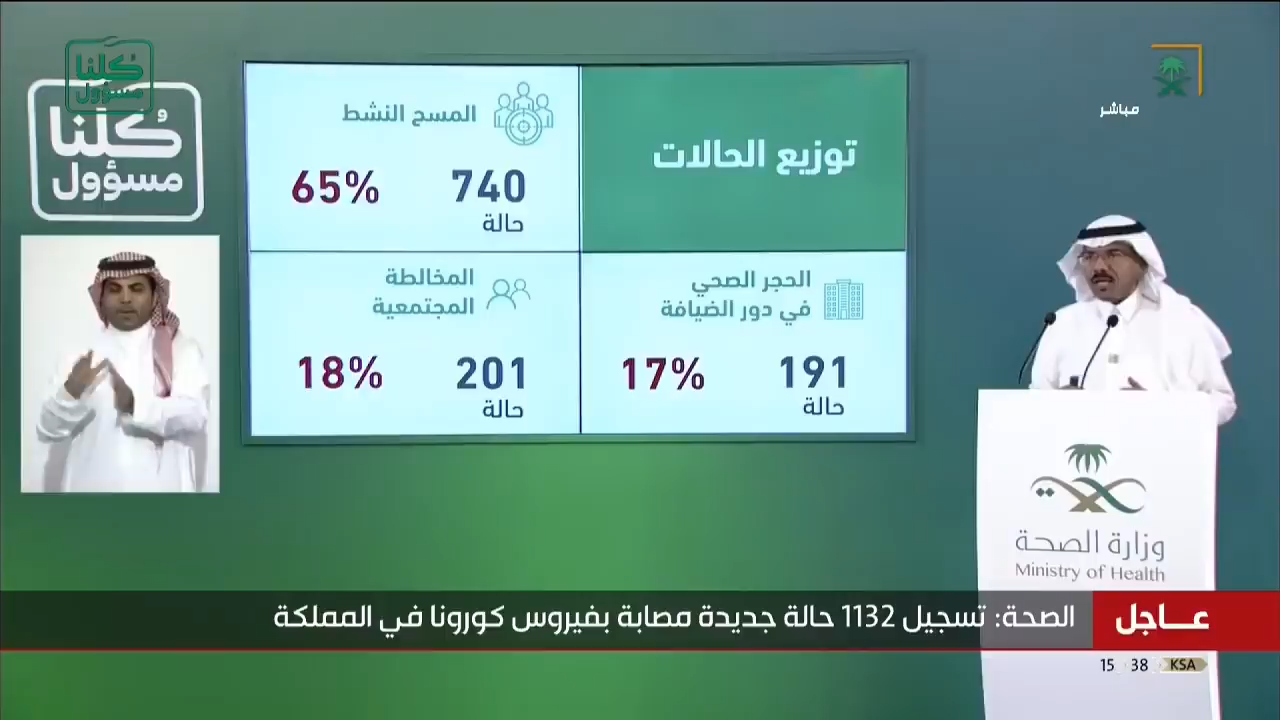 كلنا
مسؤول
كلنا
مسؤول
مباشر
توزيع الحالات
المسح النشط
740
65%
حالة
الحجر الصحي
في دور الضيافة
191
17%
حالة
المخالطة
المجتمعية
201
18%
حالة
وزارة الصحة
Ministry of Health
عاجل
الصحة: تسجيل 1132 حالة جديدة مصابة بفيروس كورونا في المملكة
15 38 KSA